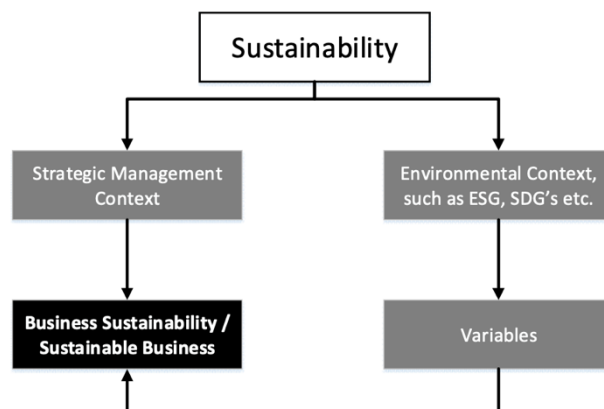 Sustainability
Strategic Management
Context
Environmental Context,
such as ESG, SDG's etc.
Business Sustainability /
Sustainable Business
Variables